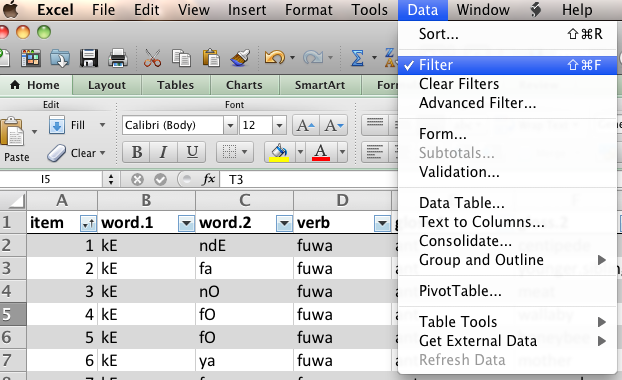 Excel File Edit View Insert Format Tools Data Window Help
Home Layout Tables Charts SmartArt
Edit Font
Paste
Fill
Clear
Calibri (Body) 12 A A
B I U A
I5 fx T3
A B C D
1 item word.1 word.2 verb
2 1 kE ndE fuwa
3 2 kE fa fuwa
4 3 kE nO fuwa
5 4 kE fO fuwa
6 5 kE fO fuwa
7 6 kE ya fuwa
Sort... ⇧⌘R
✓ Filter ⇧⌘F
Clear Filters
Advanced Filter...
Form...
Subtotals...
Validation...
Data Table...
Text to Columns...
Consolidate...
Group and Outline
PivotTable...
Table Tools
Get External Data
Refresh Data